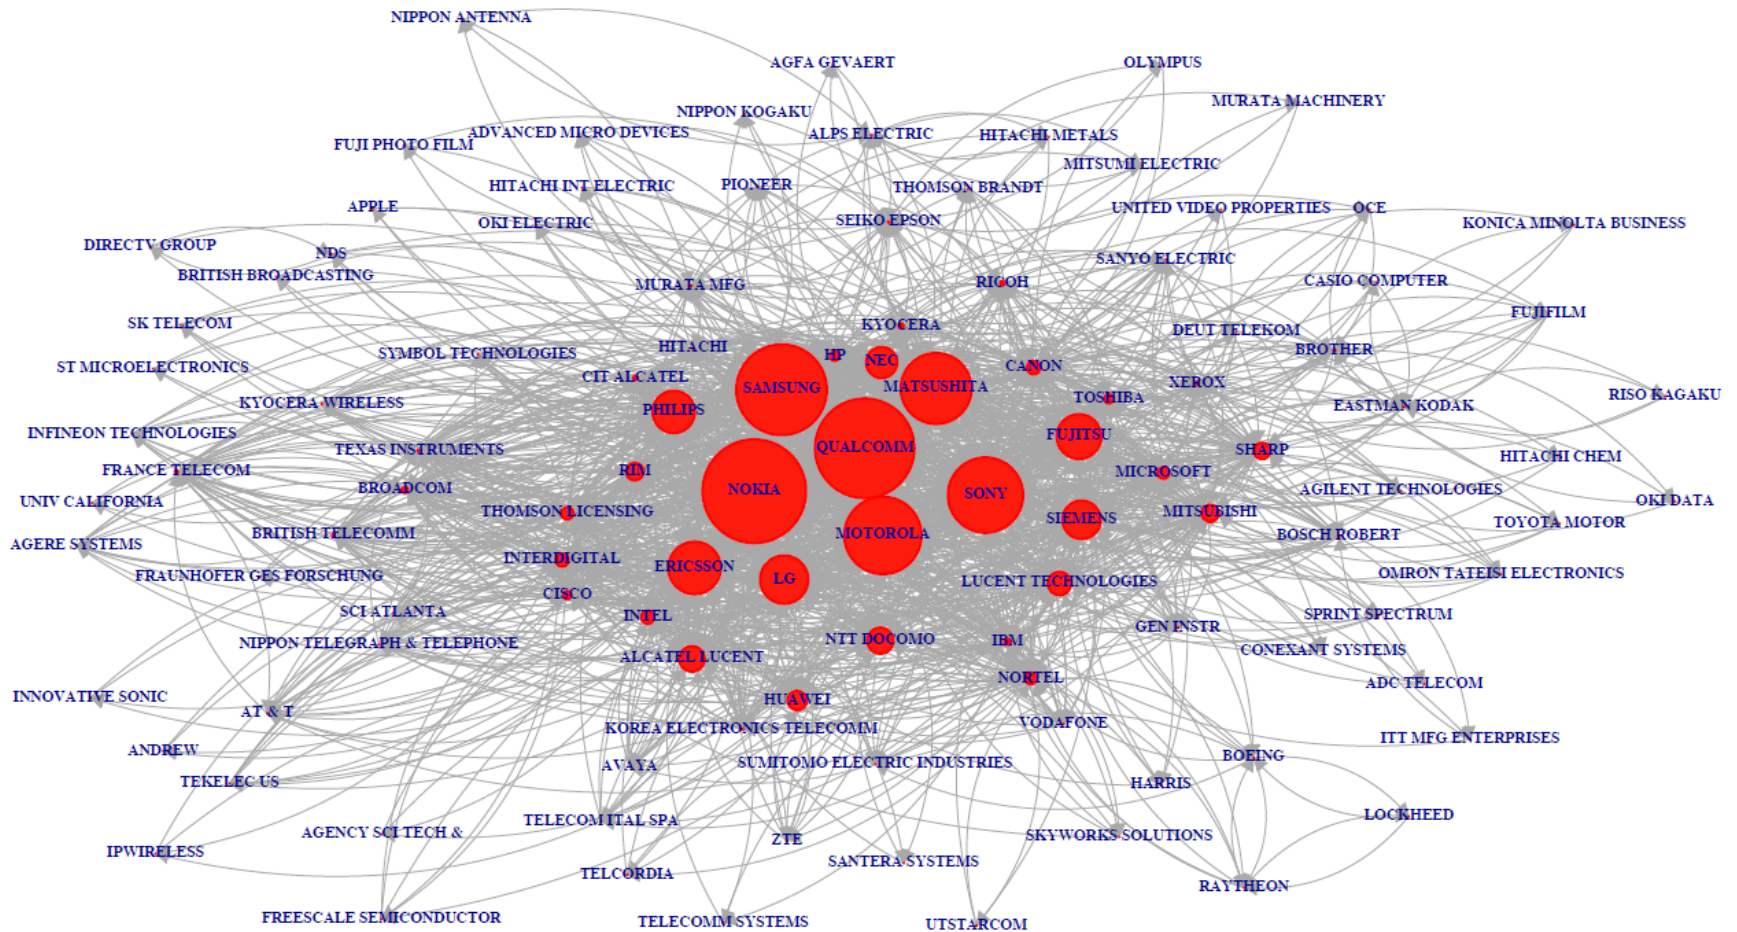 NIPPON ANTENNA
AGFA GEVAERT
OLYMPUS
MURATA MACHINERY
NIPPON KOGAKU
ADVANCED MICRO DEVICES
ALPS ELECTRIC
HITACHI METALS
FUJI PHOTO FILM
MITSUMI ELECTRIC
HITACHI INT ELECTRIC
PIONEER
THOMSON BRANDT
APPLE
UNITED VIDEO PROPERTIES
OCE
OKI ELECTRIC
SEIKO EPSON
KONICA MINOLTA BUSINESS
DIRECTV GROUP
NDS
SANYO ELECTRIC
BRITISH BROADCASTING
MURATA MFG
RICOH
CASIO COMPUTER
FUJIFILM
SK TELECOM
KYOCERA
DEUT TELEKOM
HITACHI
BROTHER
SYMBOL TECHNOLOGIES
HP
NEC
ST MICROELECTRONICS
CANON
CIT ALCATEL
XEROX
SAMSUNG
MATSUSHITA
RISO KAGAKU
TOSHIBA
KYOCERA WIRELESS
EASTMAN KODAK
PHILIPS
INFINEON TECHNOLOGIES
FUJITSU
QUALCOMM
TEXAS INSTRUMENTS
SHARP
HITACHI CHEM
FRANCE TELECOM
RIM
MICROSOFT
BROADCOM
NOKIA
AGILENT TECHNOLOGIES
SONY
UNIV CALIFORNIA
OKI DATA
THOMSON LICENSING
MITSUBISHI
SIEMENS
TOYOTA MOTOR
BRITISH TELECOMM
MOTOROLA
BOSCH ROBERT
AGERE SYSTEMS
INTERDIGITAL
ERICSSON
OMRON TATEISI ELECTRONICS
FRAUNHOFER GES FORSCHUNG
LG
LUCENT TECHNOLOGIES
CISCO
SCI ATLANTA
INTEL
SPRINT SPECTRUM
GEN INSTR
NIPPON TELEGRAPH & TELEPHONE
NTT DOCOMO
IBM
CONEXANT SYSTEMS
ALCATEL LUCENT
NORTEL
ADC TELECOM
INNOVATIVE SONIC
HUAWEI
AT & T
VODAFONE
KOREA ELECTRONICS TELECOMM
ITT MFG ENTERPRISES
ANDREW
BOEING
AVAYA
SUMITOMO ELECTRIC INDUSTRIES
TEKELEC US
HARRIS
LOCKHEED
TELECOM ITAL SPA
AGENCY SCI TECH &
SKYWORKS SOLUTIONS
ZTE
IPWIRELESS
SANTERA SYSTEMS
TELCORDIA
RAYTHEON
FREESCALE SEMICONDUCTOR
TELECOMM SYSTEMS
UTSTARCOM